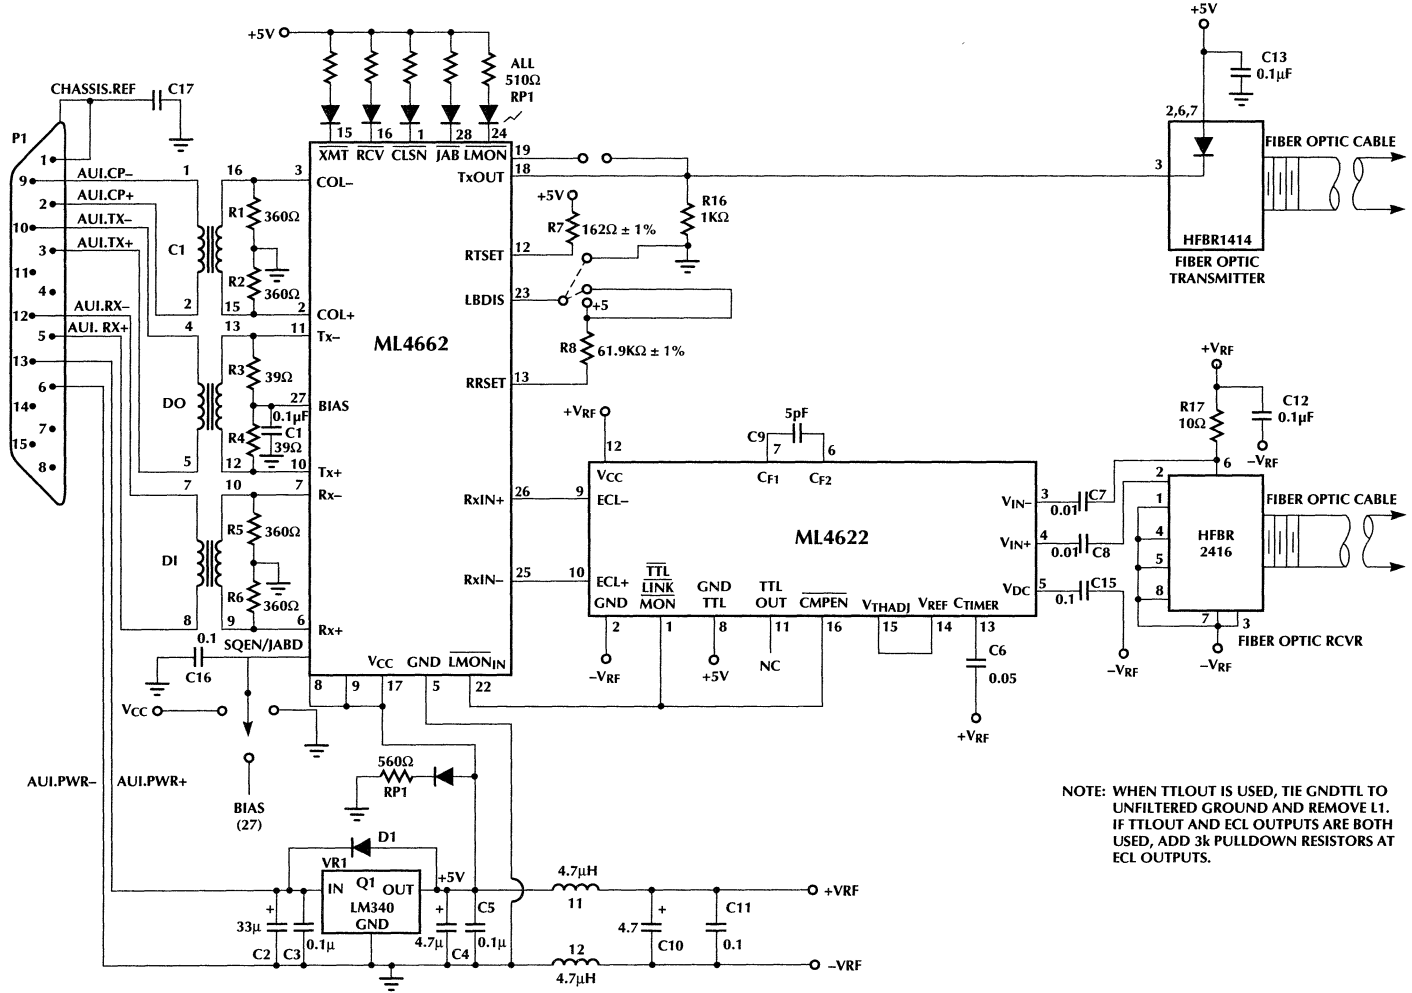 +5V
ALL
510Ω
RP1
+5V
C13
0.1µF
CHASSIS.REF
C17
P1
1
9
2
10
3
11
4
12
5
13
6
14
7
15
8
AUI.CP–
AUI.CP+
AUI.TX–
AUI.TX+
AUI.RX–
AUI. RX+
1
16
C1
2
15
4
13
DO
5
12
7
10
DI
8
9
R1
360Ω
R2
360Ω
R3
39Ω
0.1µF
C1
R4
39Ω
R5
360Ω
R6
360Ω
3
2
11
27
10
7
6
15
16
1
28
24
XMT
RCV
CLSN
JAB
LMON
COL–
COL+
Tx–
BIAS
Tx+
Rx–
Rx+
ML4662
TxOUT
RTSET
LBDIS
RRSET
RxIN+
RxIN–
19
18
12
23
13
26
25
+5V
R7
162Ω ± 1%
R16
1KΩ
+5
R8
61.9KΩ ± 1%
2,6,7
3
HFBR1414
FIBER OPTIC
TRANSMITTER
FIBER OPTIC CABLE
SQEN/JABD
0.1
C16
VCC
GND
LMONIN
8
9
17
5
22
VCC
BIAS
(27)
+VRF
12
5pF
C9
7
6
VCC
CF1
CF2
9
ECL–
10
ECL+
ML4622
GND
TTL
LINK
MON
GND
TTL
TTL
OUT
CMPEN
VTHADJ
VREF
CTIMER
VIN–
VIN+
VDC
3
4
5
C7
0.01
0.01
C8
C15
0.1
2
1
8
11
16
15
14
13
–VRF
+5V
NC
C6
0.05
+VRF
–VRF
+VRF
R17
10Ω
C12
0.1µF
–VRF
6
2
1
4
5
8
7
3
HFBR
2416
–VRF
FIBER OPTIC CABLE
FIBER OPTIC RCVR
AUI.PWR–
AUI.PWR+
560Ω
RP1
D1
VR1
IN
Q1
OUT
LM340
GND
+5V
+
33µ
C2
C3
0.1µ
+
4.7µ
C4
C5
0.1µ
4.7µH
11
12
4.7µH
+
4.7
C10
C11
0.1
+VRF
–VRF
NOTE: WHEN TTLOUT IS USED, TIE GNDTTL TO
UNFILTERED GROUND AND REMOVE L1.
IF TTLOUT AND ECL OUTPUTS ARE BOTH
USED, ADD 3k PULLDOWN RESISTORS AT
ECL OUTPUTS.